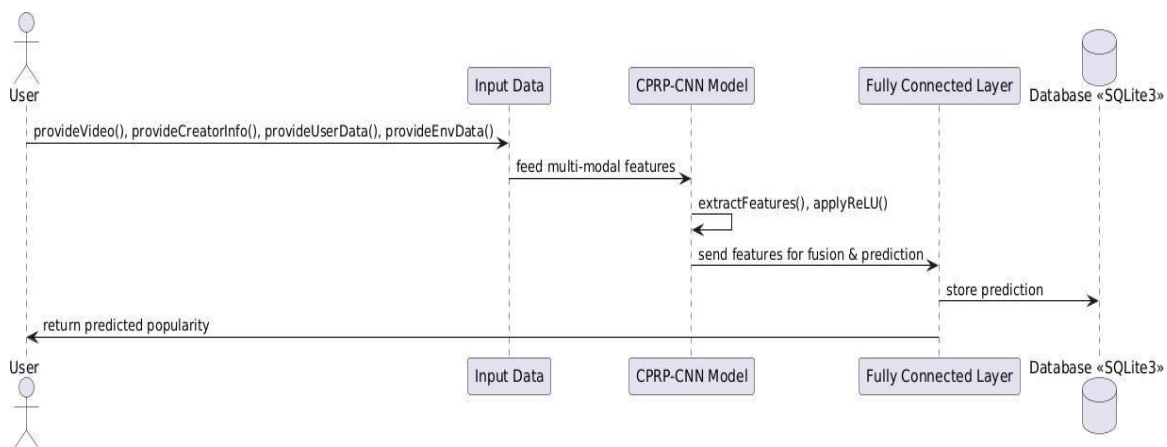 User
Input Data
CPRP-CNN Model
Fully Connected Layer
Database «SQLite3»
provideVideo(), provideCreatorInfo(), provideUserData(), provideEnvData()
feed multi-modal features
extractFeatures(), applyReLU()
send features for fusion & prediction
store prediction
return predicted popularity
User
Input Data
CPRP-CNN Model
Fully Connected Layer
Database «SQLite3»